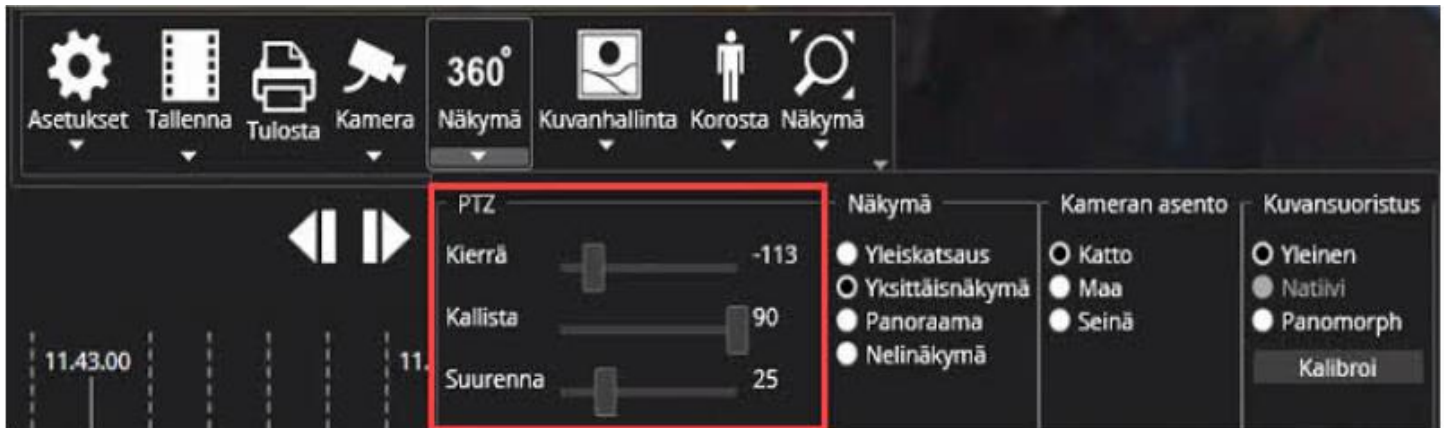 360°
Asetukset Tallenna Tulosta Kamera Näkymä Kuvanhallinta Korosta Näkymä
PTZ
Kierrä -113
Kallista 90
Suurenna 25
Näkymä
Yleiskatsaus
Yksittäisnäkymä
Panoraama
Nelinäkymä
Kameran asento
Katto
Maa
Seinä
Kuvansuoristus
Yleinen
Natiivi
Panomorph
Kalibroi
11.43.00 11.